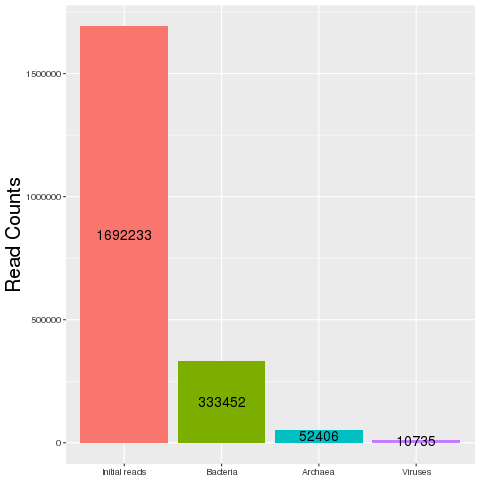 Read Counts
1500000
1000000
500000
0
1692233
333452
52406
10735
Initial reads
Bacteria
Archaea
Viruses